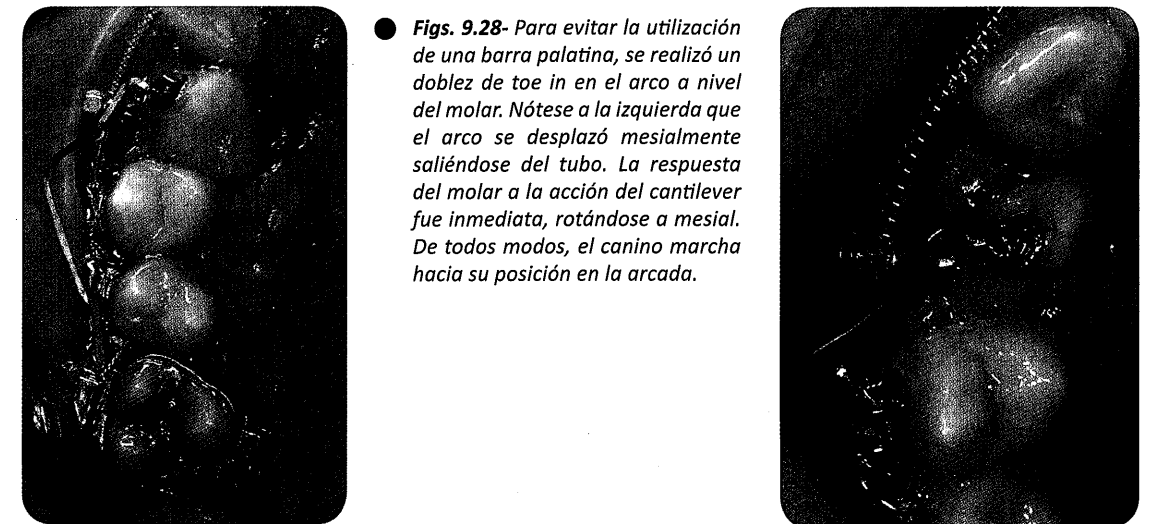 Figs. 9.28- Para evitar la utilización
de una barra palatina, se realizó un
doblez de toe in en el arco a nivel
del molar. Nótese a la izquierda que
el arco se desplazó mesialmente
saliéndose del tubo. La respuesta
del molar a la acción del cantilever
fue inmediata, rotándose a mesial.
De todos modos, el canino marcha
hacia su posición en la arcada.